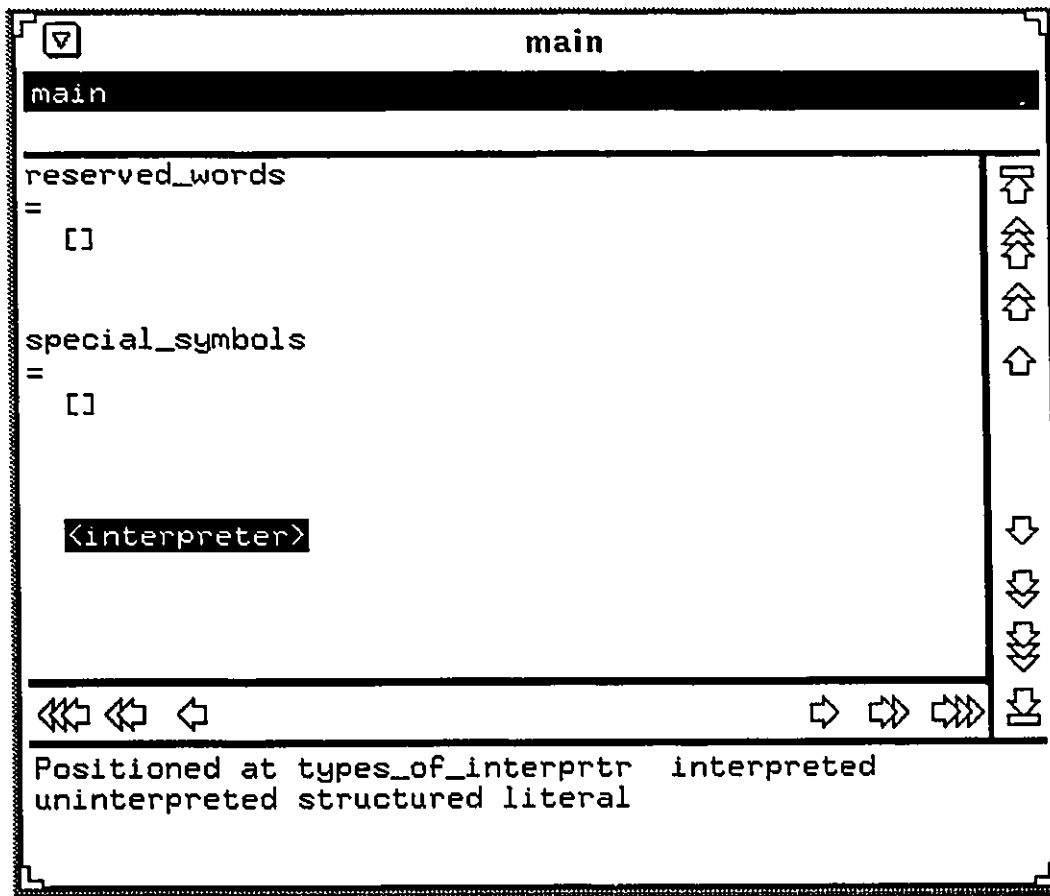 main
main
reserved_words
=
[]
special_symbols
=
[]
<interpreter>
Positioned at types_of_interprtr interpreted
uninterpreted structured literal